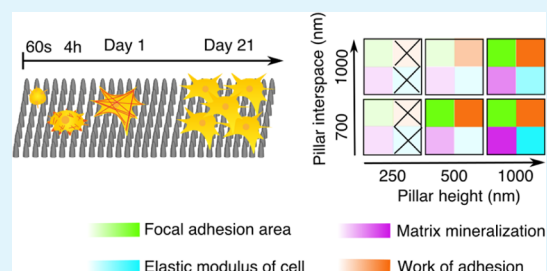 60s 4h Day 1 Day 21
Pillar interspace (nm)
1000
700
250 500 1000
Pillar height (nm)
Focal adhesion area
Matrix mineralization
Elastic modulus of cell
Work of adhesion